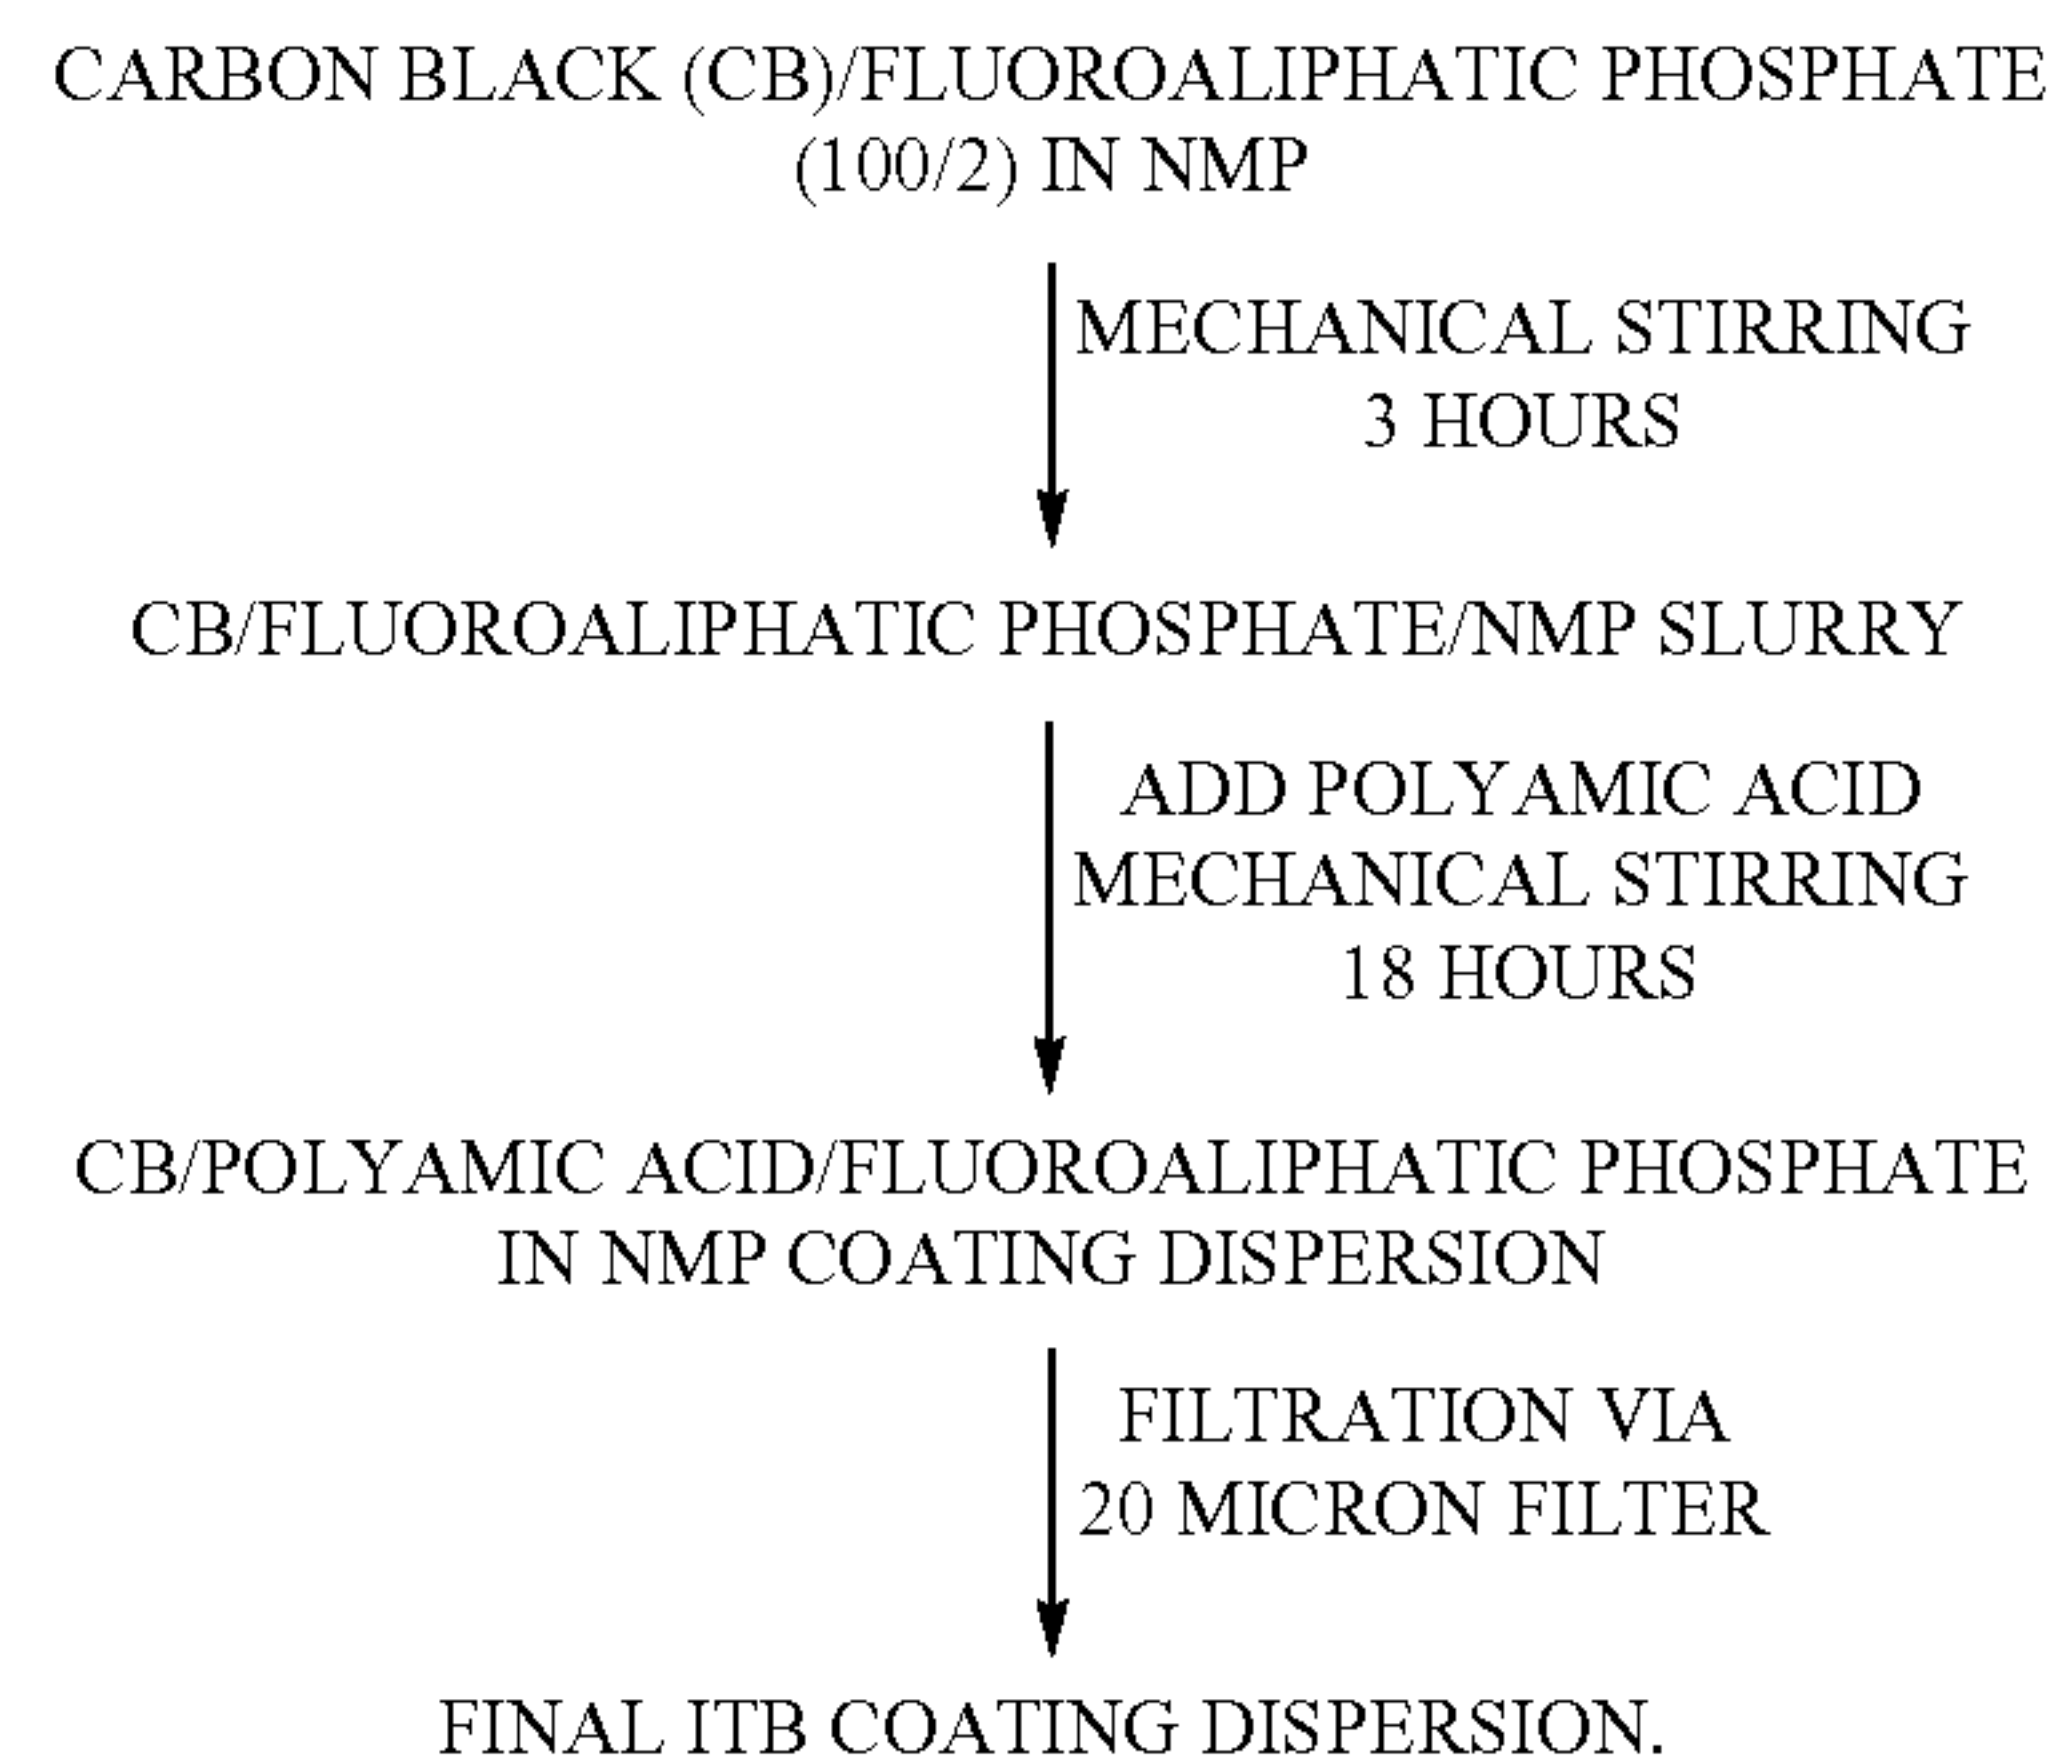 CARBON BLACK (CB)/FLUOROALIPHATIC PHOSPHATE
(100/2) IN NMP
MECHANICAL STIRRING
3 HOURS
CB/FLUOROALIPHATIC PHOSPHATE/NMP SLURRY
ADD POLYAMIC ACID
MECHANICAL STIRRING
18 HOURS
CB/POLYAMIC ACID/FLUOROALIPHATIC PHOSPHATE
IN NMP COATING DISPERSION
FILTRATION VIA
20 MICRON FILTER
FINAL ITB COATING DISPERSION.